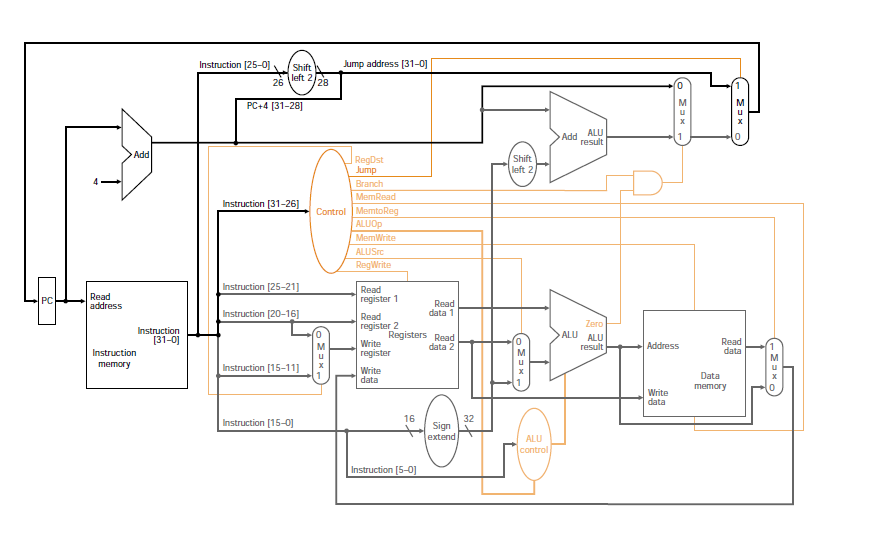 Instruction [25–0]
Shift
left 2
Jump address [31–0]
26
28
PC+4 [31–28]
0
M
u
x
1
1
M
u
x
0
Add
4
Add
ALU
result
Shift
left 2
RegDst
Jump
Branch
MemRead
MemtoReg
ALUOp
MemWrite
ALUSrc
RegWrite
Control
Instruction [31–26]
PC
Read
address
Instruction
[31–0]
Instruction
memory
Instruction [25–21]
Instruction [20–16]
Instruction [15–11]
Instruction [15–0]
Instruction [5–0]
0
M
u
x
1
Read
register 1
Read
register 2
Write
register
Write
data
Registers
Read
data 1
Read
data 2
0
M
u
x
1
Zero
ALU
ALU
result
Address
Write
data
Read
data
Data
memory
1
M
u
x
0
16
Sign
extend
32
ALU
control